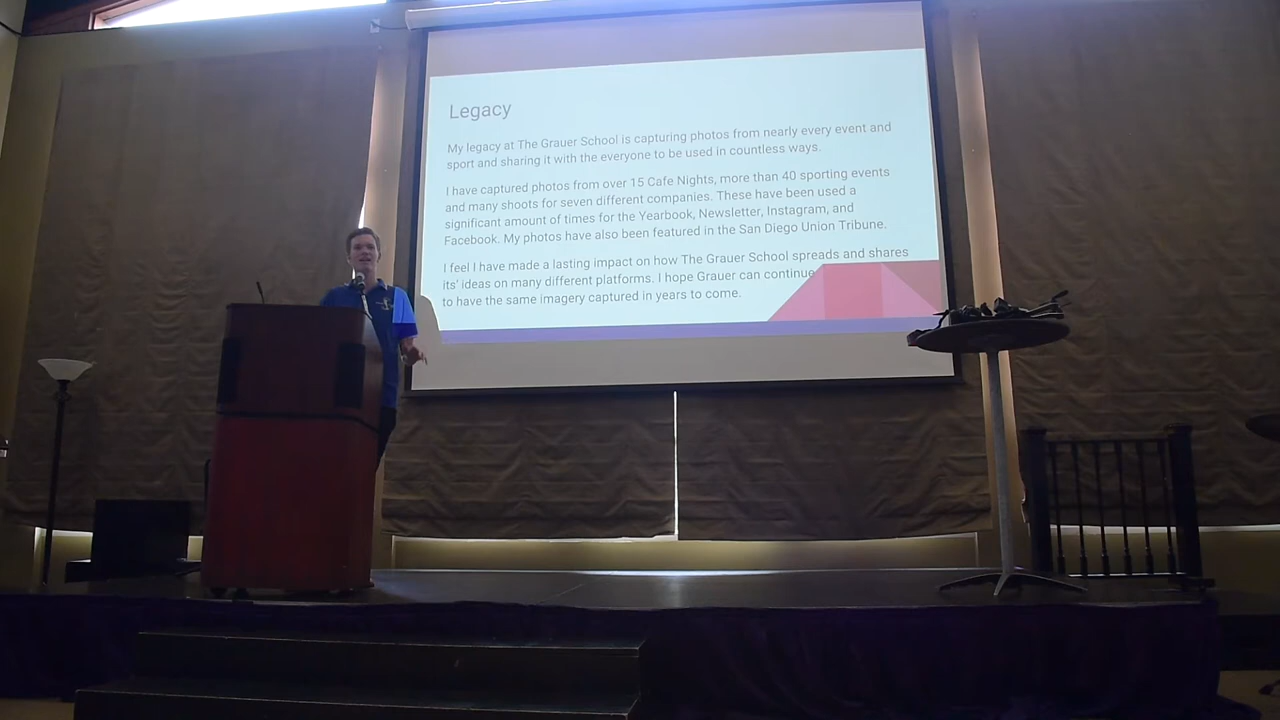 Legacy
My legacy at The Grauer School is capturing photos from nearly every event and
sport and sharing it with the everyone to be used in countless ways.
I have captured photos from over 15 Cafe Nights, more than 40 sporting events
and many shoots for seven different companies. These have been used a
significant amount of times for the Yearbook, Newsletter, Instagram, and
Facebook. My photos have also been featured in the San Diego Union Tribune.
I feel I have made a lasting impact on how The Grauer School spreads and shares
its' ideas on many different platforms. I hope Grauer can continue
to have the same imagery captured in years to come.